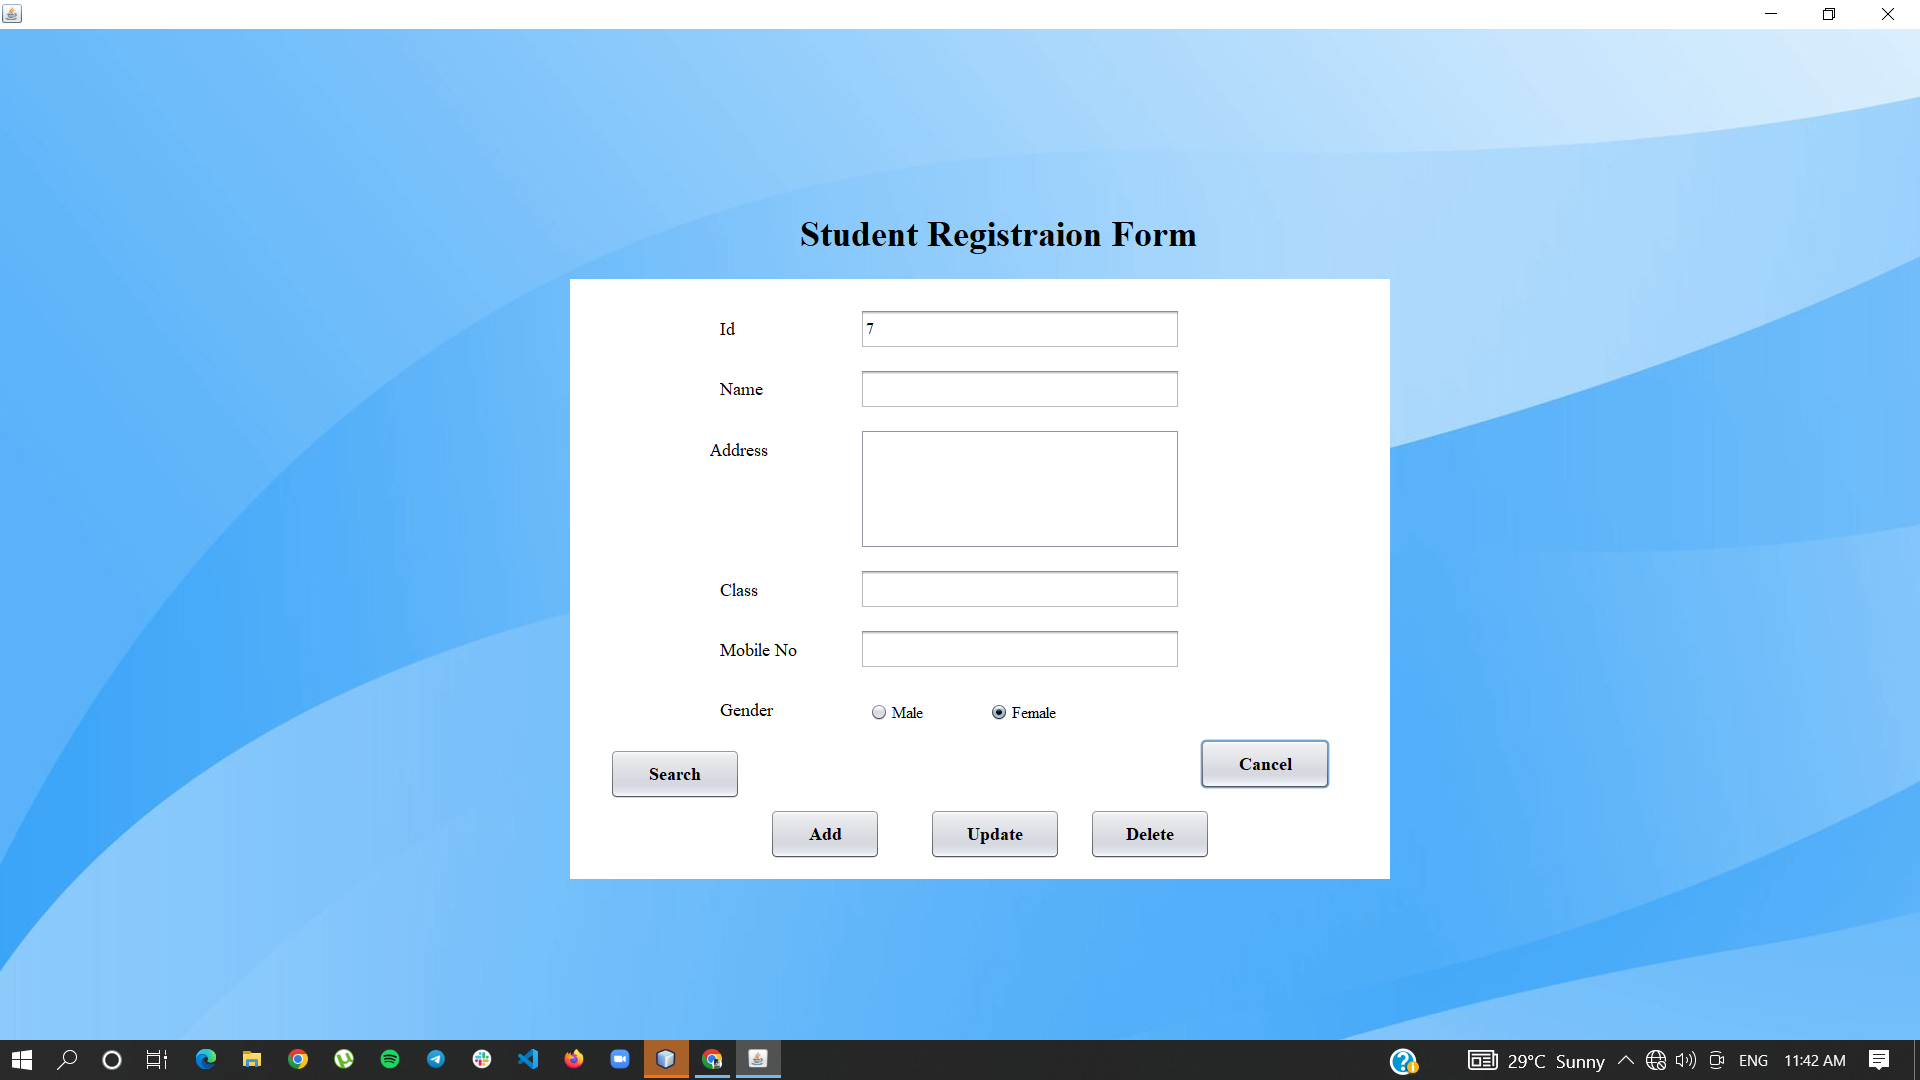 Student Registraion Form
Id
7
Name
Address
Class
Mobile No
Gender
Male
Female
Search
Cancel
Add
Update
Delete
29°C Sunny
ENG
11:42 AM